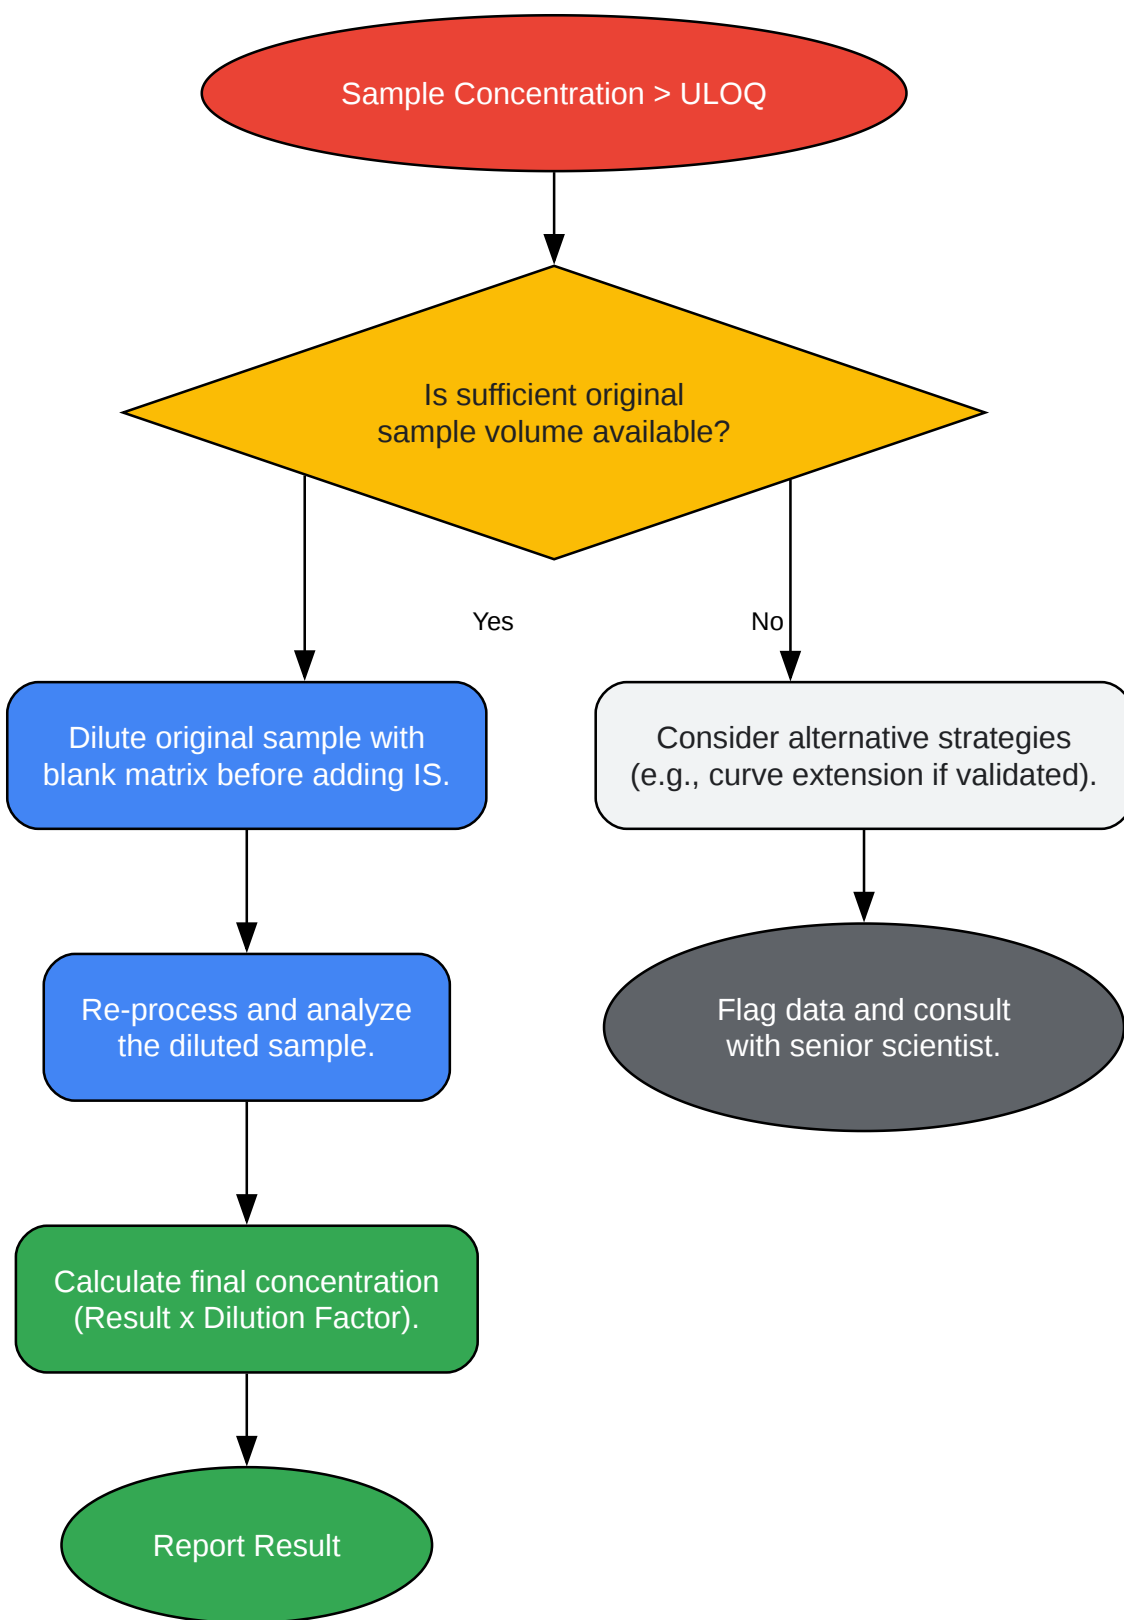 Sample Concentration > ULOQ
Is sufficient original
sample volume available?
Yes
No
Dilute original sample with
blank matrix before adding IS.
Consider alternative strategies
(e.g., curve extension if validated).
Re-process and analyze
the diluted sample.
Flag data and consult
with senior scientist.
Calculate final concentration
(Result x Dilution Factor).
Report Result